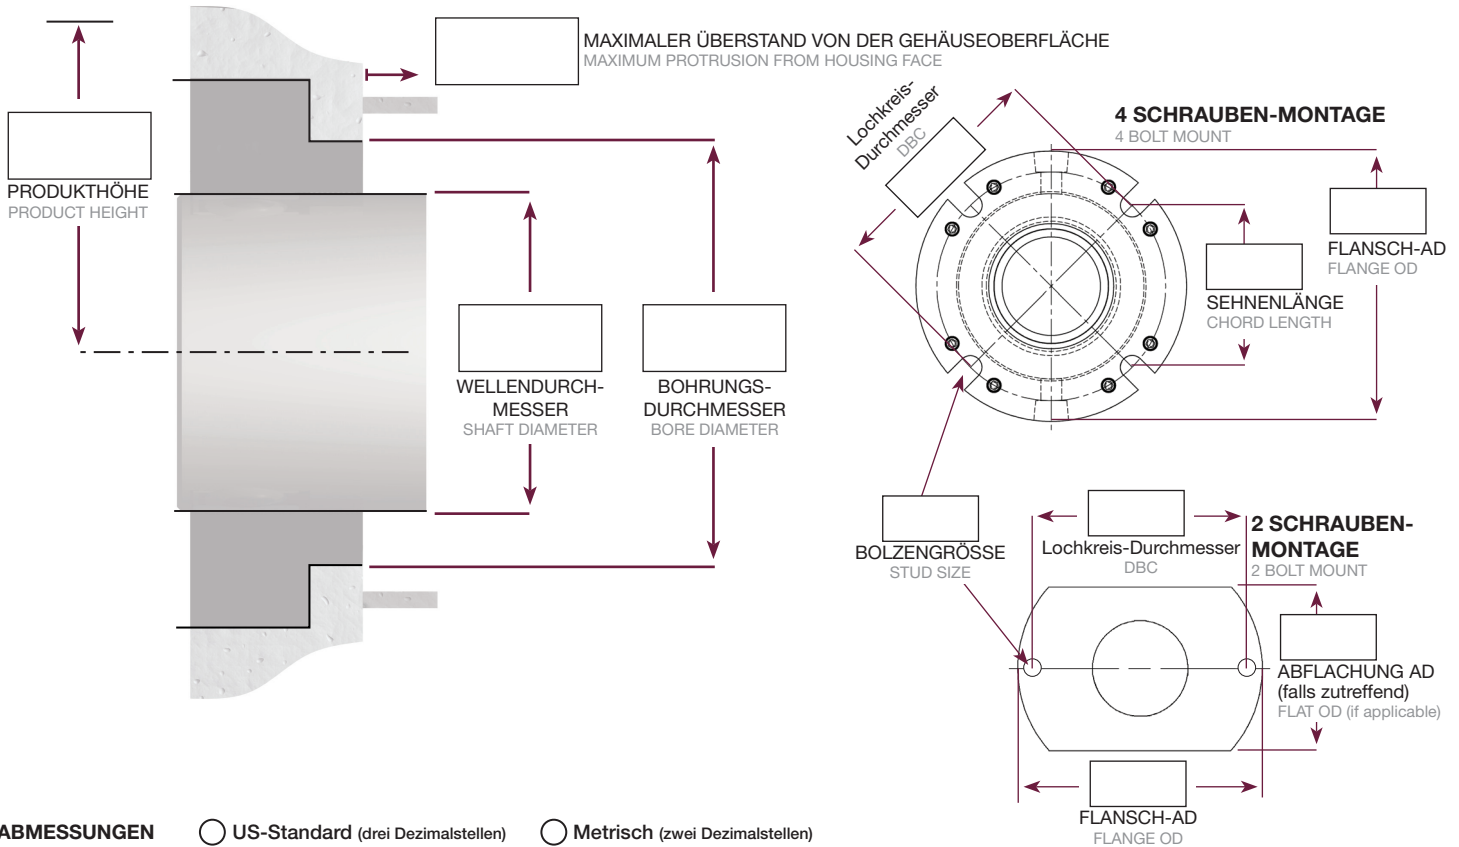 MAXIMALER ÜBERSTAND VON DER GEHÄUSEOBERFLÄCHE
MAXIMUM PROTRUSION FROM HOUSING FACE
PRODUKTHÖHE
PRODUCT HEIGHT
WELLENDURCH-
MESSER
SHAFT DIAMETER
BOHRUNGS-
DURCHMESSER
BORE DIAMETER
Lochkreis-
Durchmesser
DBC
4 SCHRAUBEN-MONTAGE
4 BOLT MOUNT
FLANSCH-AD
FLANGE OD
SEHNENLÄNGE
CHORD LENGTH
BOLZENGRÖSSE
STUD SIZE
Lochkreis-Durchmesser
DBC
2 SCHRAUBEN-
MONTAGE
2 BOLT MOUNT
ABFLACHUNG AD
(falls zutreffend)
FLAT OD (if applicable)
FLANSCH-AD
FLANGE OD
ABMESSUNGEN
US-Standard (drei Dezimalstellen)
Metrisch (zwei Dezimalstellen)